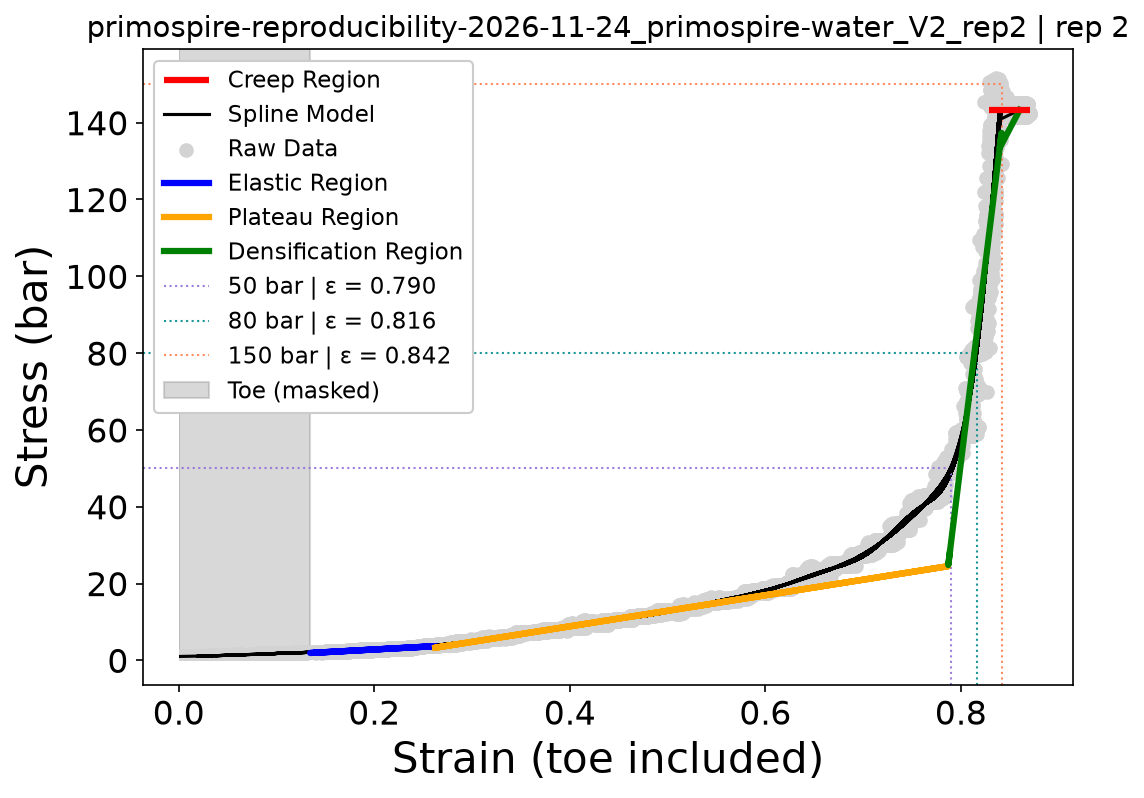 primospire-reproducibility-2026-11-24_primospire-water_V2_rep2 | rep 2
Creep Region
Spline Model
Raw Data
Elastic Region
Plateau Region
Densification Region
50 bar | ε = 0.790
80 bar | ε = 0.816
150 bar | ε = 0.842
Toe (masked)
Stress (bar)
140
120
100
80
60
40
20
0
0.0 0.2 0.4 0.6 0.8
Strain (toe included)